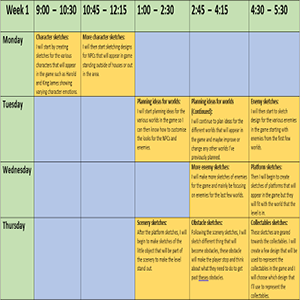 Week 1
9:00 – 10:30
10:45 – 12:15
1:00 – 2:30
2:45 – 4:15
4:30 – 5:30
Monday
Character sketches:
I will start by creating
sketches for the various
characters that will appear
in the game such as Harold
and King James showing
varying character emotions.
More character sketches:
I will then start sketching designs
for NPCs that will appear in game
standing outside of houses or out
in the area.
Tuesday
Planning ideas for worlds:
I will start planning ideas for the
various worlds in the game so I
can then know how to customise
the looks for the NPCs and
enemies
Planning ideas for worlds
(Continued):
I will continue to plan ideas for the
different worlds that will appear in
the game and maybe improve or
change any other worlds I've
previously planned.
Enemy sketches:
I will then start to sketch
design for the various enemies
in the game starting with
enemies from the first few
worlds.
Wednesday
More enemy sketches:
I will make more sketches of enemies
for the game and mainly be focusing
on enemies for the last few worlds.
Platform sketches:
Then I will begin to create
sketches of platforms that will
appear in the game but they
will fit with the world that the
level is in.
Thursday
Scenery sketches:
After the platform sketches, I will
begin to make sketches of the
little object that will be part of
the scenery to make the level
stand out.
Obstacle sketches:
Following the scenery sketches, I will
sketch different thing that will
become obstacles, these obstacles
will make the player stop and think
about what they need to do to get
past theses obstacles.
Collectables sketches:
These sketches are geared
towards the collectables. I will
create a few design that will be
used to represent the
collectables in the game and I
will choose which design that
I'll use to represent the
collectables.